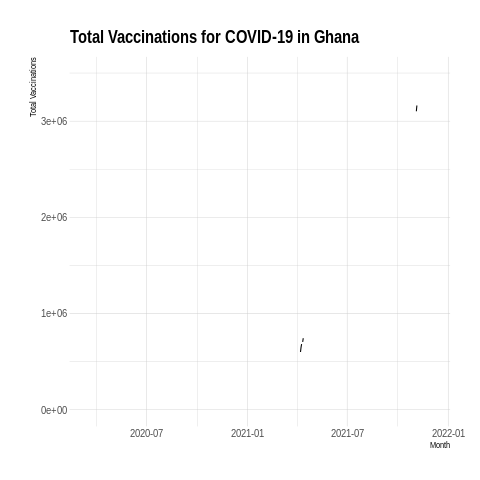 Total Vaccinations for COVID-19 in Ghana
Total Vaccinations
3e+06
2e+06
1e+06
0e+00
2020-07
2021-01
2021-07
2022-01
Month